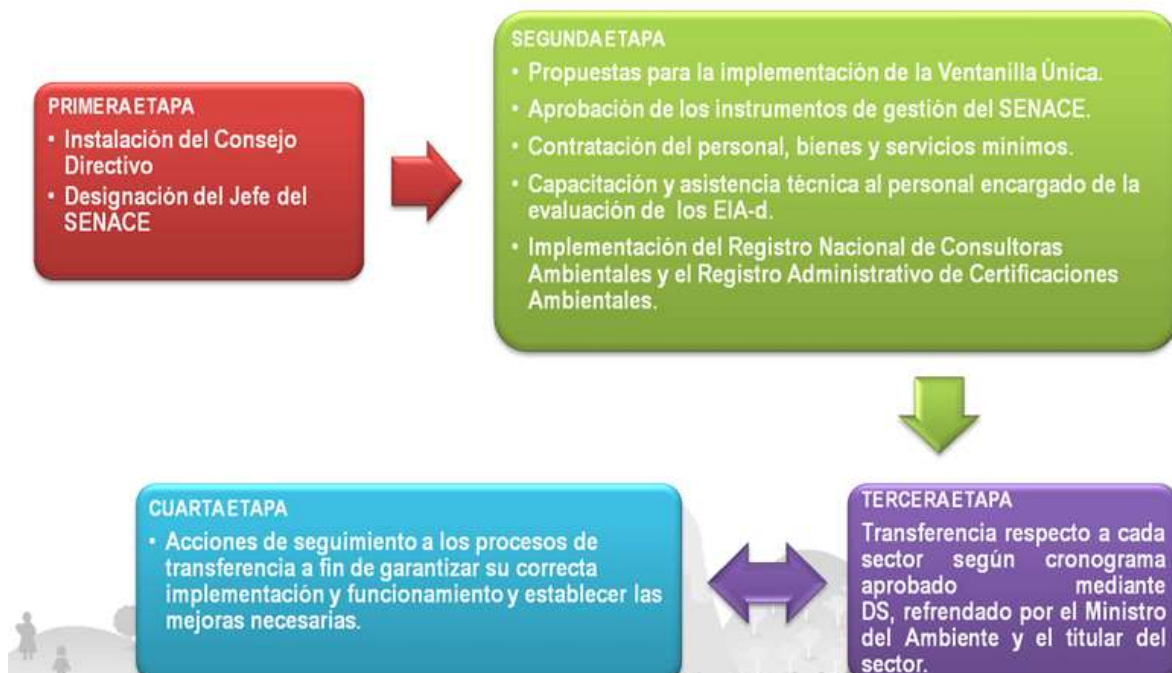 PRIMERA ETAPA
• Instalación del Consejo
Directivo
• Designación del Jefe del
SENACE
SEGUNDA ETAPA
• Propuestas para la implementación de la Ventanilla Única.
• Aprobación de los instrumentos de gestión del SENACE.
• Contratación del personal, bienes y servicios minimos.
• Capacitación y asistencia técnica al personal encargado de la
evaluación de los EIA-d.
• Implementación del Registro Nacional de Consultoras
Ambientales y el Registro Administrativo de Certificaciones
Ambientales.
TERCERA ETAPA
Transferencia respecto a cada
sector según cronograma
aprobado mediante
DS, refrendado por el Ministro
del Ambiente y el titular del
sector.
CUARTA ETAPA
• Acciones de seguimiento a los procesos de
transferencia a fin de garantizar su correcta
implementación y funcionamiento y establecer las
mejoras necesarias.